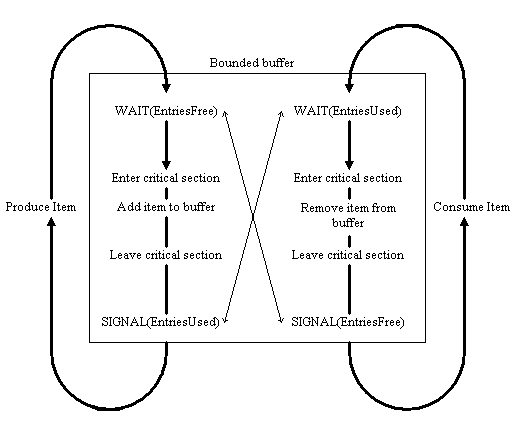 Bounded buffer
WAIT(EntriesFree)
WAIT(EntriesUsed)
Enter critical section
Enter critical section
Produce Item
Add item to buffer
Remove item from
buffer
Consume Item
Leave critical section
Leave critical section
SIGNAL(EntriesUsed)
SIGNAL(EntriesFree)